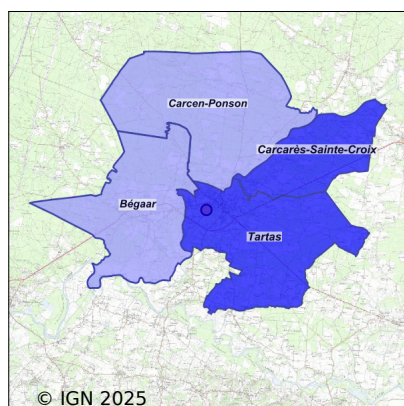 Carcen-Ponson
Carcarès-Sainte-Croix
Bégaar
Tartas
© IGN 2025